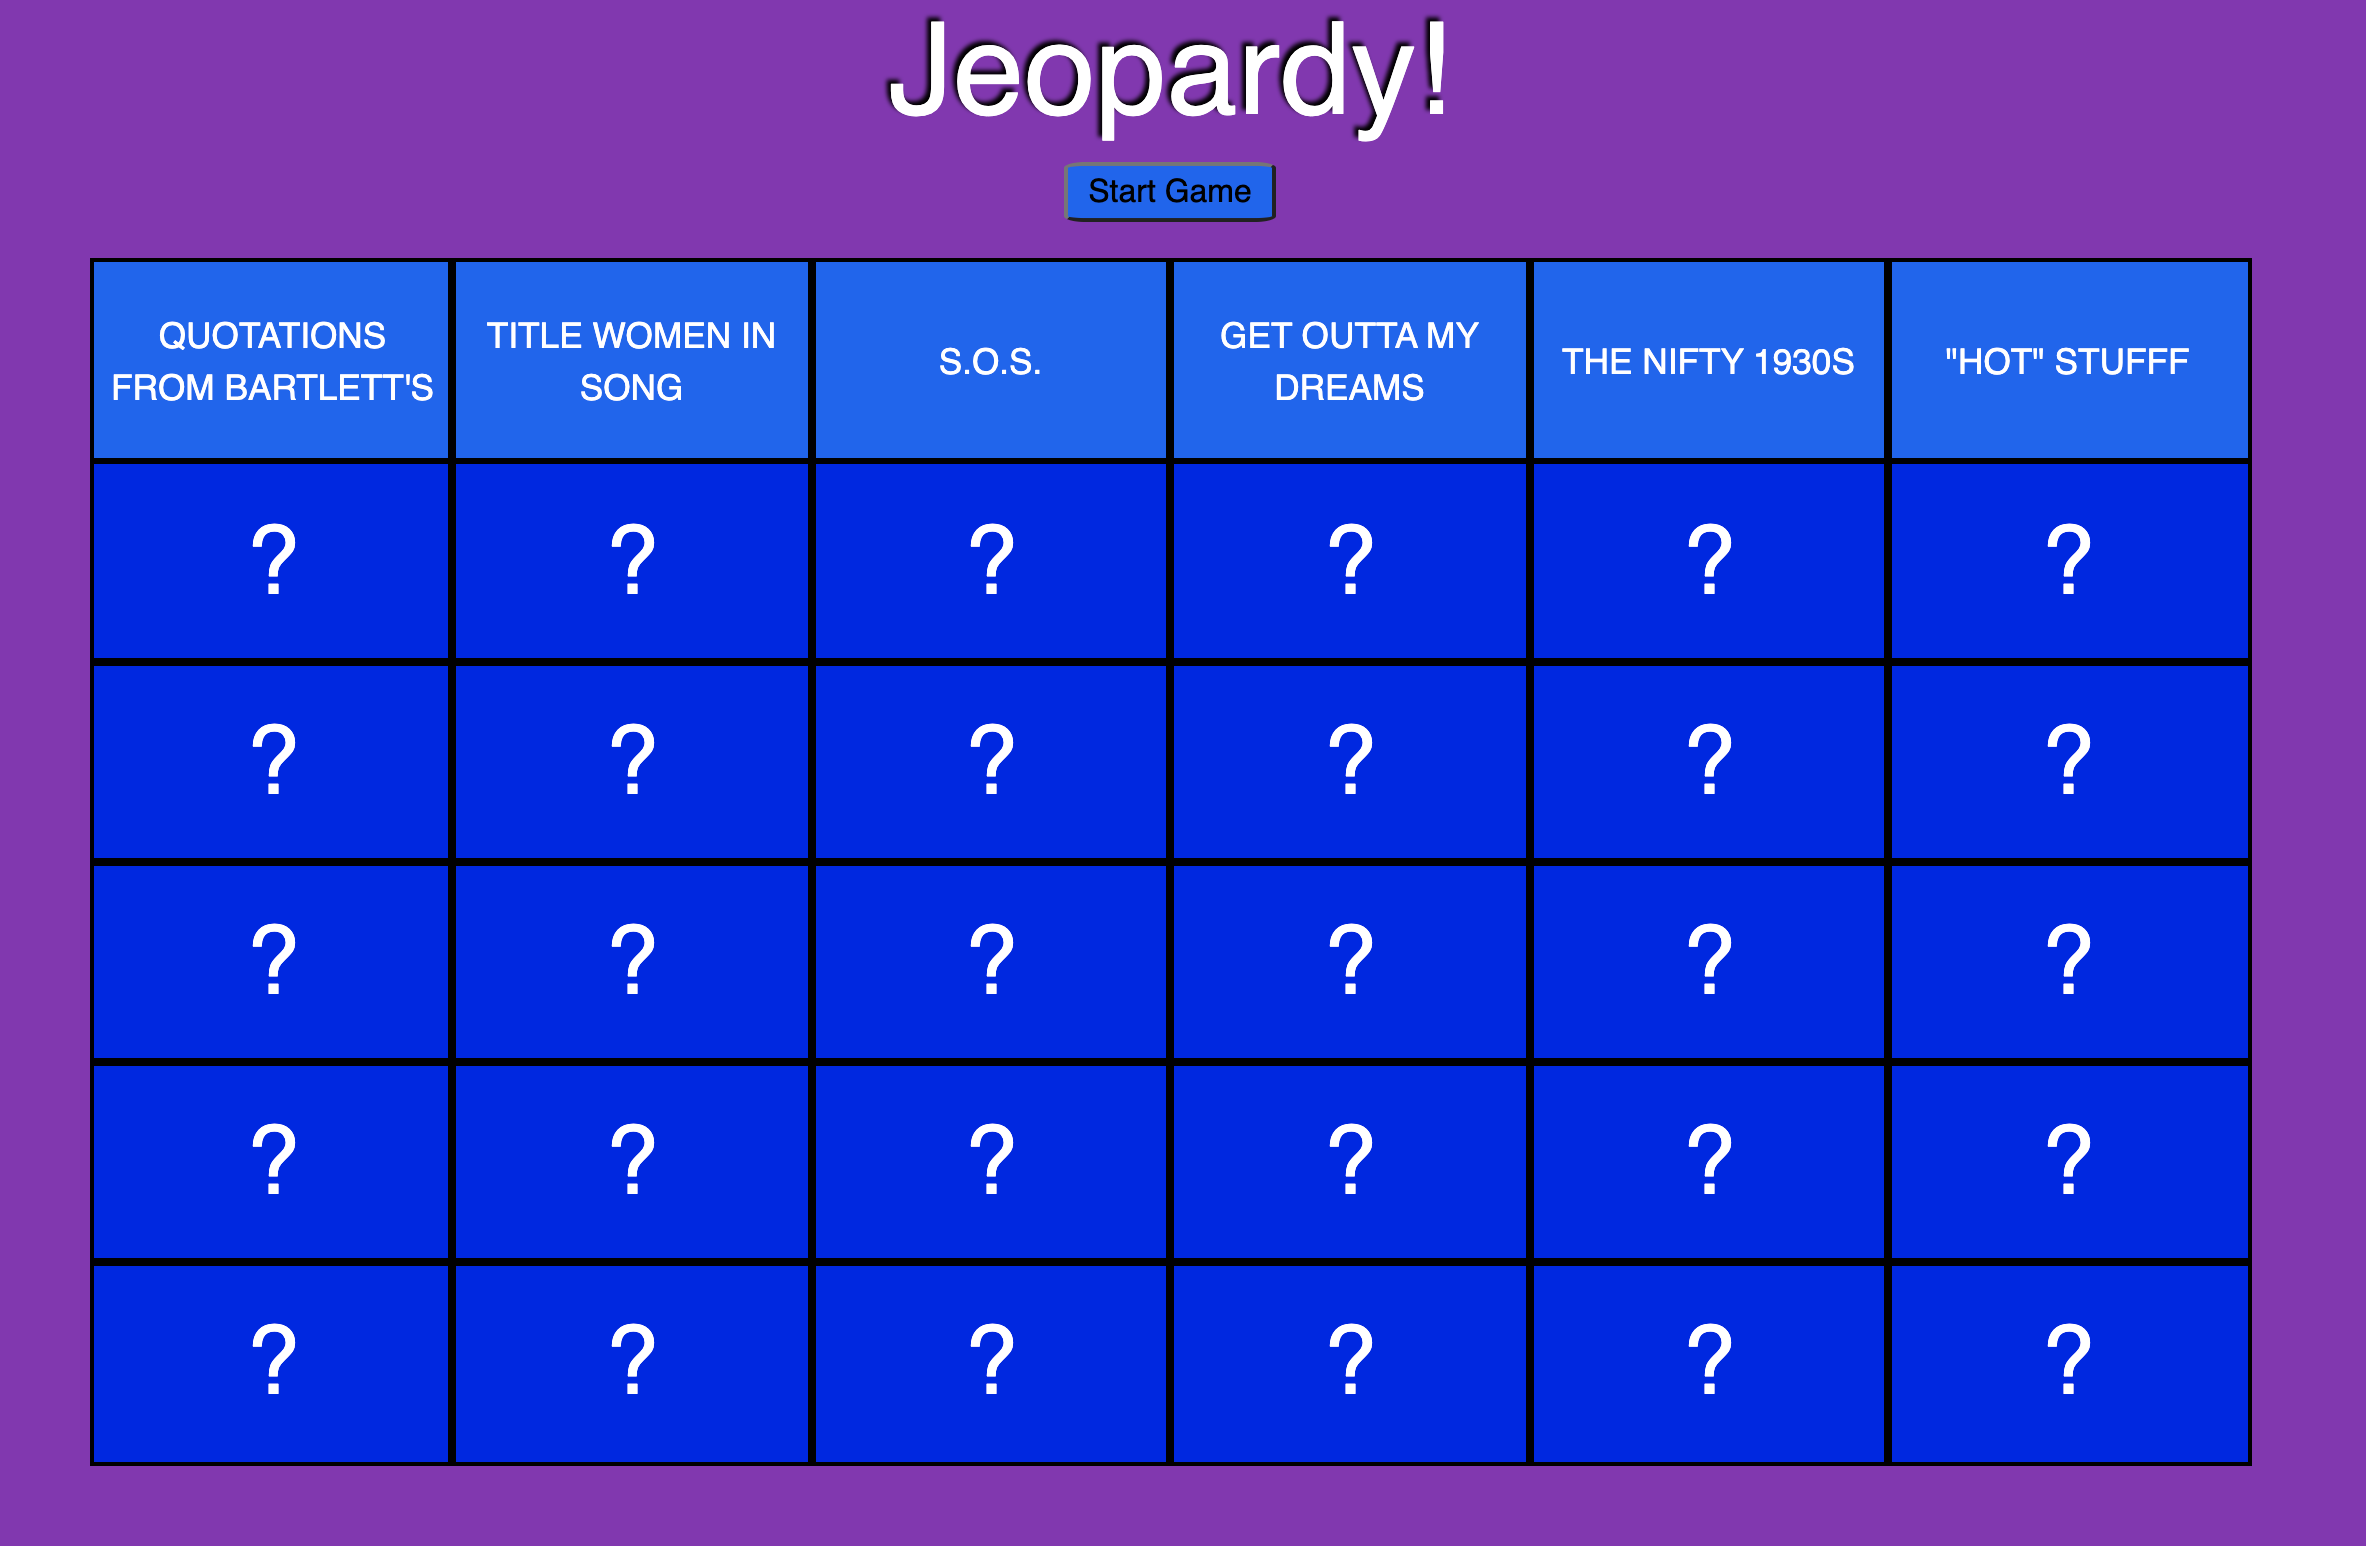 Jeopardy!
Start Game
QUOTATIONS
FROM BARTLETT'S
TITLE WOMEN IN
SONG
S.O.S.
GET OUTTA MY
DREAMS
THE NIFTY 1930S
"HOT" STUFFF
? ? ? ? ? ?
? ? ? ? ? ?
? ? ? ? ? ?
? ? ? ? ? ?
? ? ? ? ? ?